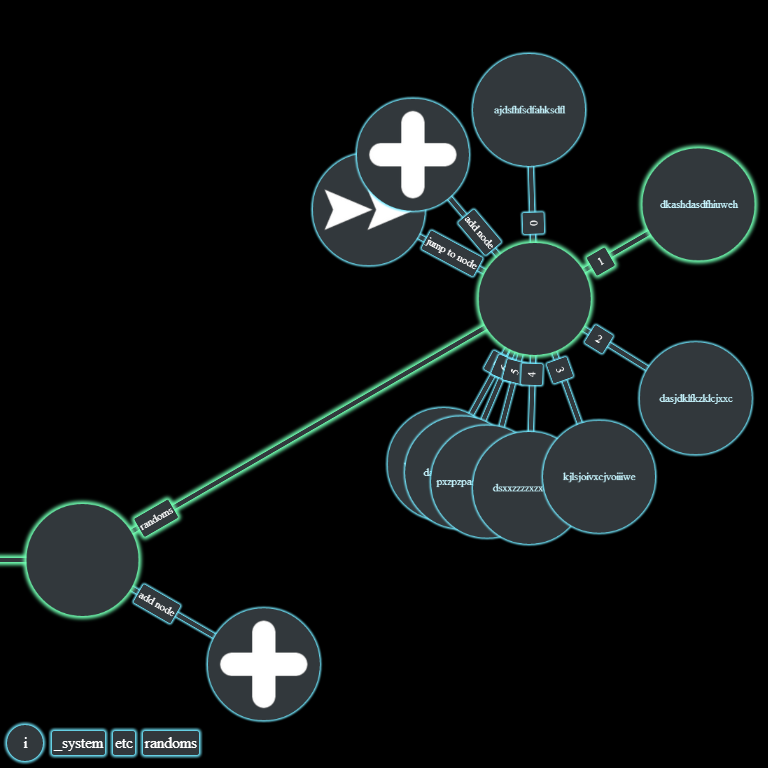 ajdsfhfsdfahksdfl
0
add node
jump to node
dkashdasdfhiuweh
1
2
dasjdklfkzklcjxxc
3
kjlsjoivxcjvoiiiwe
4
dsxxzzzzxzx
5
pxzpzpa
randoms
add node
i _system etc randoms